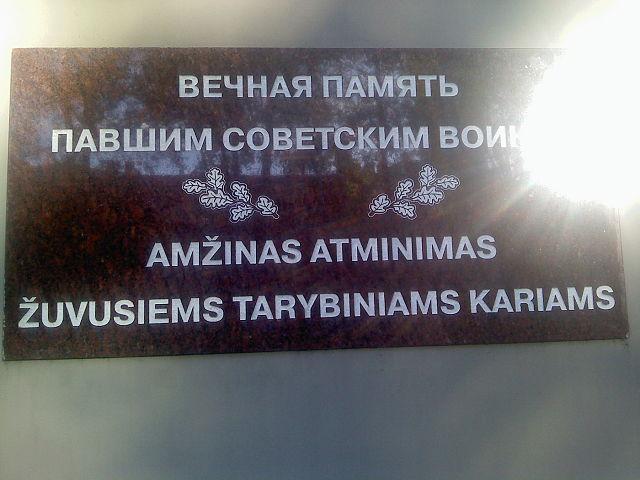 ВЕЧНАЯ ПАМЯТЬ
ПАВШИМ СОВЕТСКИМ
AMŽINAS ATMINIMAS
ŽUVUSIEMS TARYBINIAMS KARIAMS